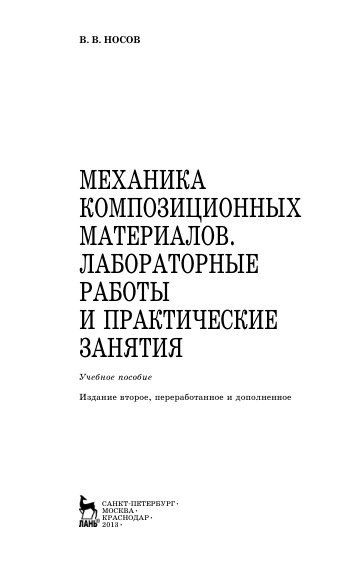 В. В. НОСОВ
МЕХАНИКА
КОМПОЗИЦИОННЫХ
МАТЕРИАЛОВ.
ЛАБОРАТОРНЫЕ
РАБОТЫ
И ПРАКТИЧЕСКИЕ
ЗАНЯТИЯ
Учебное пособие
Издание второе, переработанное и дополненное
САНКТ-ПЕТЕРБУРГ·
МОСКВА·
КРАСНОДАР·
2013·
ЛАНЬ®